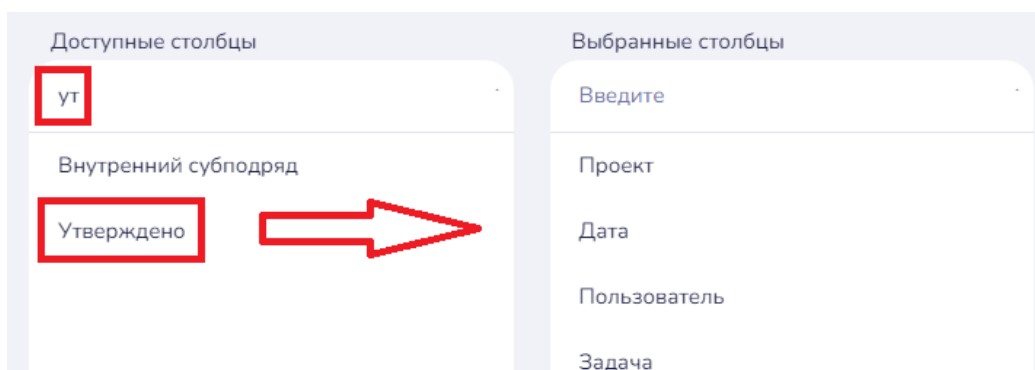 Доступные столбцы
ут
Внутренний субподряд
Утверждено
Выбранные столбцы
Введите
Проект
Дата
Пользователь
Задача